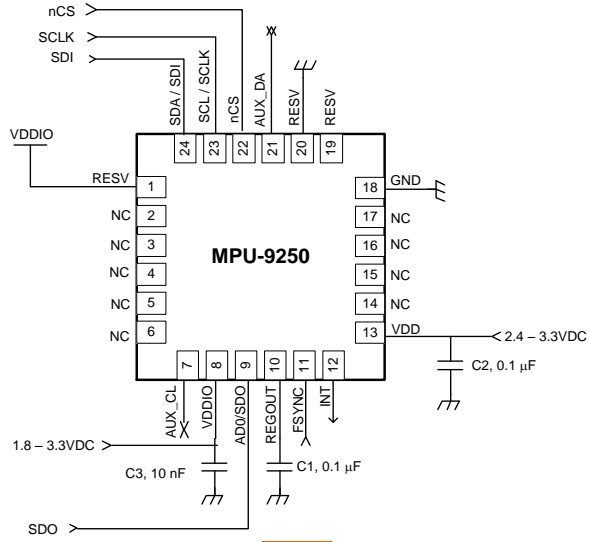 nCS
SCLK
SDI
SDA / SDI
SCL / SCLK
nCS
AUX_DA
RESV
RESV
24
23
22
21
20
19
VDDIO
RESV
1
18
GND
NC
2
17
NC
NC
3
16
NC
MPU-9250
NC
4
15
NC
NC
5
14
NC
NC
6
13
VDD
2.4 – 3.3VDC
C2, 0.1 µF
7
8
9
10
11
12
AUX_CL
VDDIO
AD0/SDO
REGOUT
FSYNC
INT
1.8 – 3.3VDC
C3, 10 nF
C1, 0.1 µF
SDO